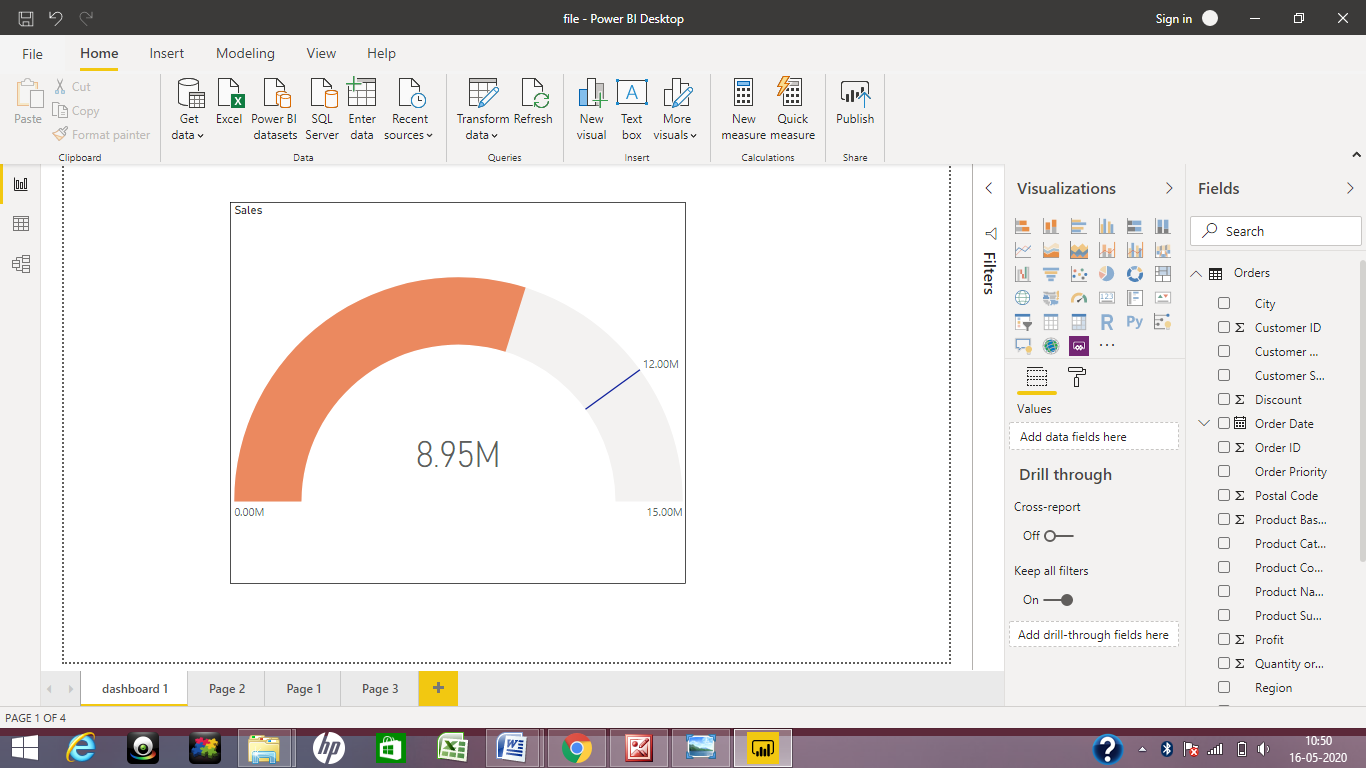 file - Power BI Desktop
Sign in
File Home Insert Modeling View Help
Paste
Cut
Copy
Format painter
Clipboard
Get data
Excel
Power BI datasets
SQL Server
Enter data
Recent sources
Data
Transform data
Refresh
Queries
New visual
Text box
More visuals
Insert
New measure
Quick measure
Calculations
Publish
Share
Sales
12.00M
8.95M
0.00M
15.00M
Filters
Visualizations
123
R
Py
Values
Add data fields here
Drill through
Cross-report
Off
Keep all filters
On
Add drill-through fields here
Fields
Search
Orders
City
Σ Customer ID
Customer ...
Customer S...
Σ Discount
Order Date
Σ Order ID
Order Priority
Σ Postal Code
Σ Product Bas...
Product Cat...
Product Co...
Product Na...
Product Su...
Σ Profit
Σ Quantity or...
Region
dashboard 1 Page 2 Page 1 Page 3 +
PAGE 1 OF 4
hp
10:50
16-05-2020